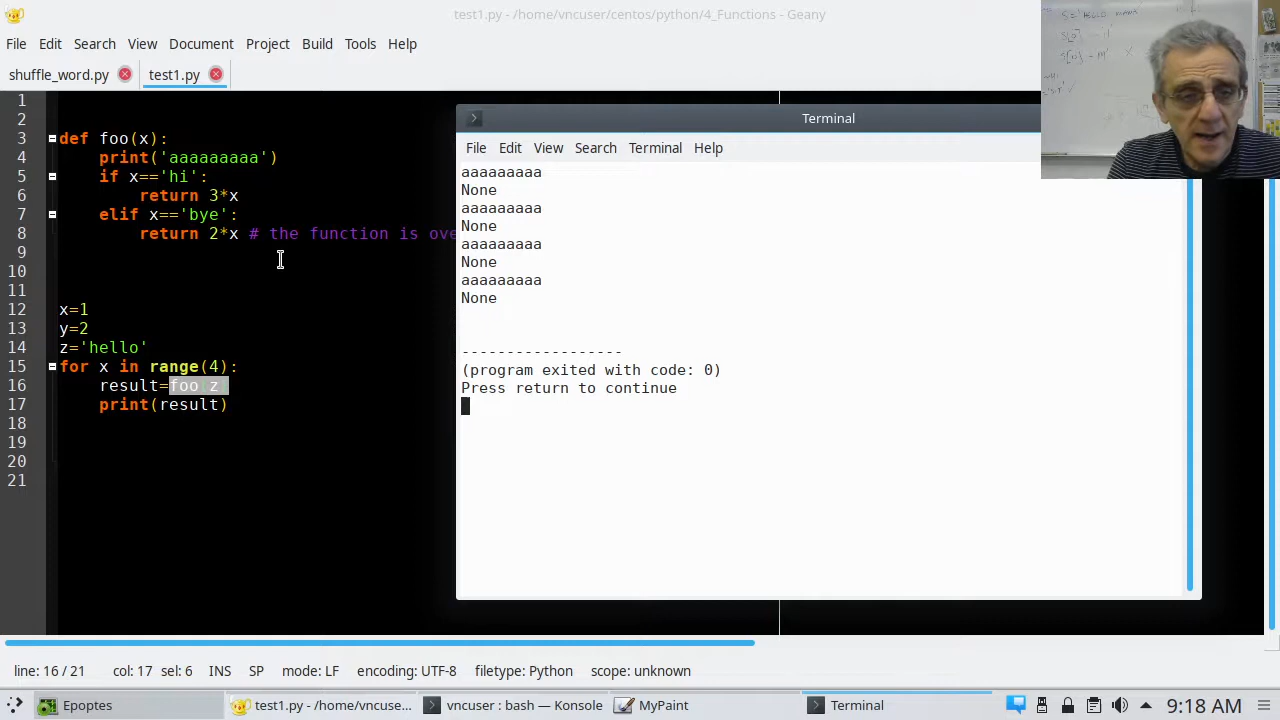 test1.py - /home/vncuser/centos/python/4_Functions - Geany
File Edit Search View Document Project Build Tools Help
shuffle_word.py test1.py
1
2
3 def foo(x):
4 print('aaaaaaaaa')
5 if x=='hi':
6 return 3*x
7 elif x=='bye':
8 return 2*x # the function is ove
9
10
11
12 x=1
13 y=2
14 z='hello'
15 for x in range(4):
16 result=foo(z)
17 print(result)
18
19
20
21
Terminal
File Edit View Search Terminal Help
aaaaaaaaa
None
aaaaaaaaa
None
aaaaaaaaa
None
aaaaaaaaa
None
------------------
(program exited with code: 0)
Press return to continue
line: 16 / 21 col: 17 sel: 6 INS SP mode: LF encoding: UTF-8 filetype: Python scope: unknown
Epoptes test1.py - /home/vncuse... vncuser : bash — Konsole MyPaint Terminal 9:18 AM